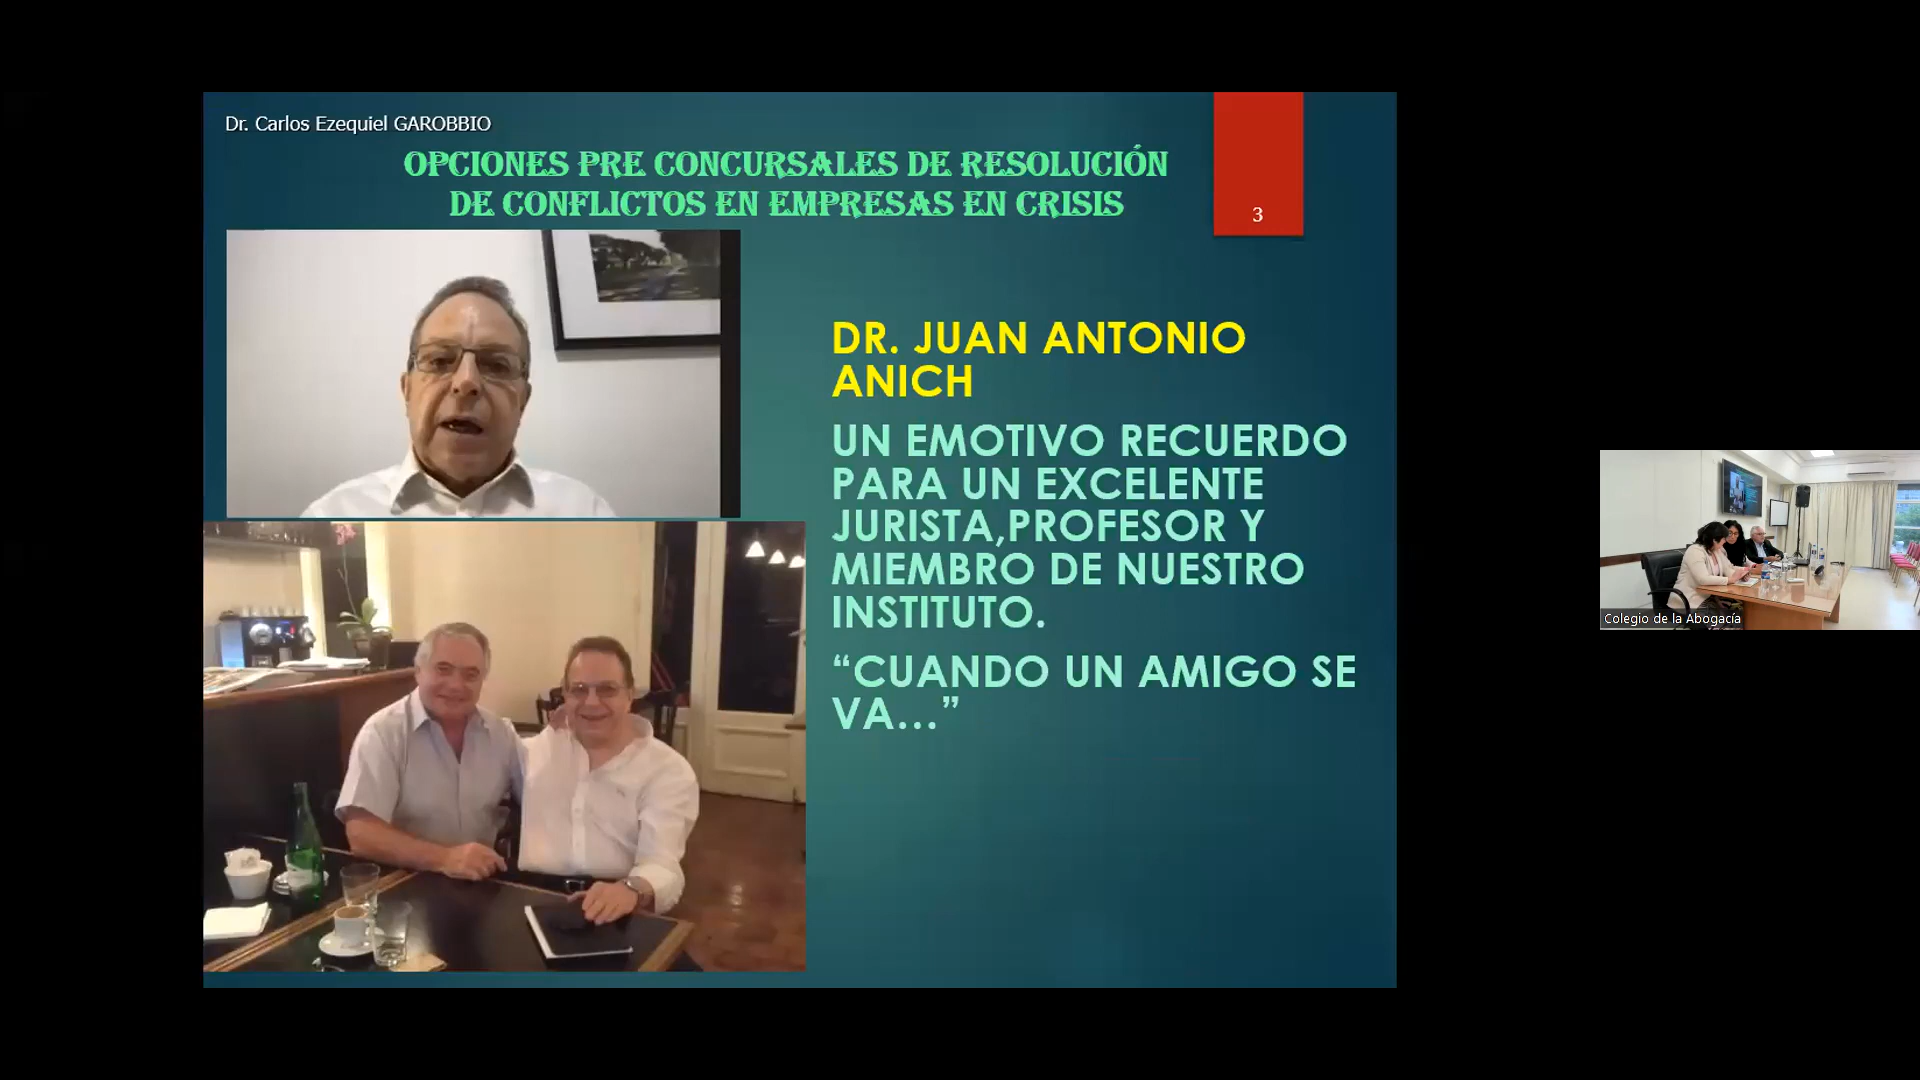 Dr. Carlos Ezequiel GAROBBIO
OPCIONES PRE CONCURSALES DE RESOLUCIÓN
DE CONFLICTOS EN EMPRESAS EN CRISIS
3
DR. JUAN ANTONIO
ANICH
UN EMOTIVO RECUERDO
PARA UN EXCELENTE
JURISTA,PROFESOR Y
MIEMBRO DE NUESTRO
INSTITUTO.
“CUANDO UN AMIGO SE
VA...”
Colegio de la Abogacía